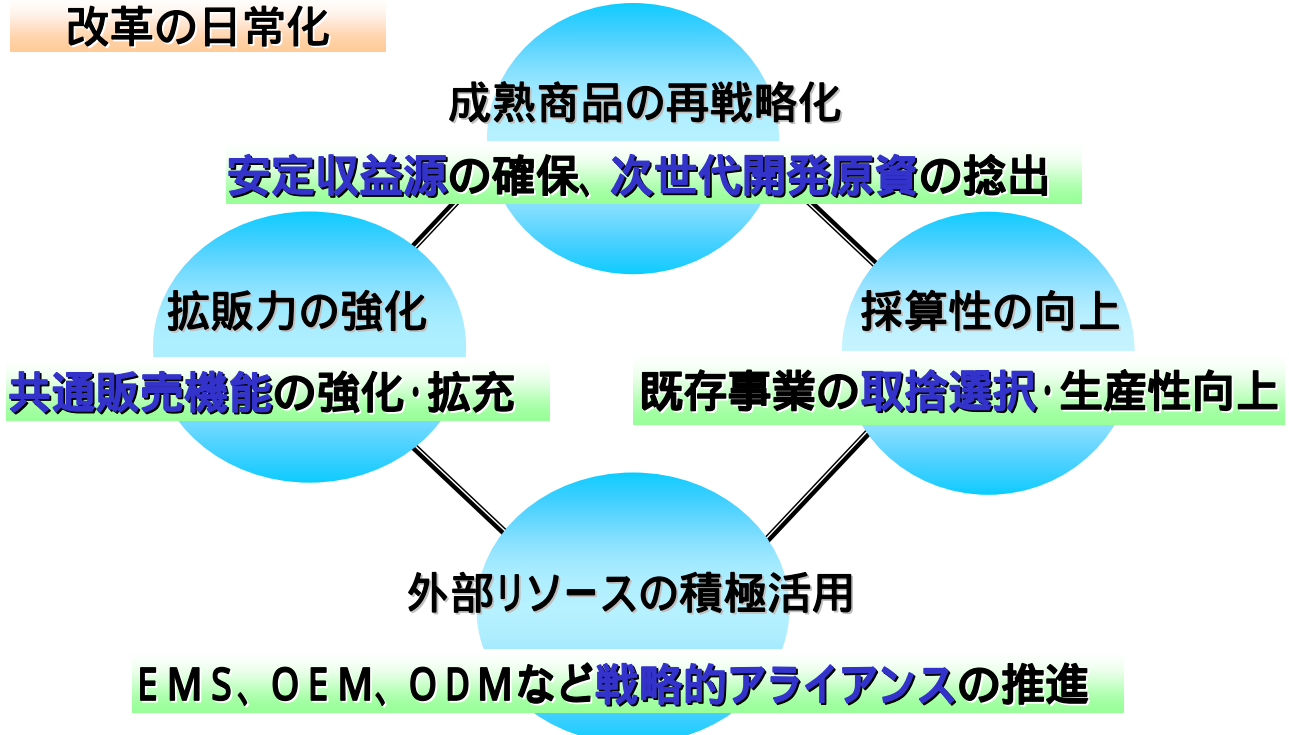 改革の日常化
成熟商品の再戦略化
安定収益源の確保、次世代開発原資の捻出
拡販力の強化
共通販売機能の強化・拡充
採算性の向上
既存事業の取捨選択・生産性向上
外部リソースの積極活用
ＥＭＳ、ＯＥＭ、ＯＤＭなど戦略的アライアンスの推進